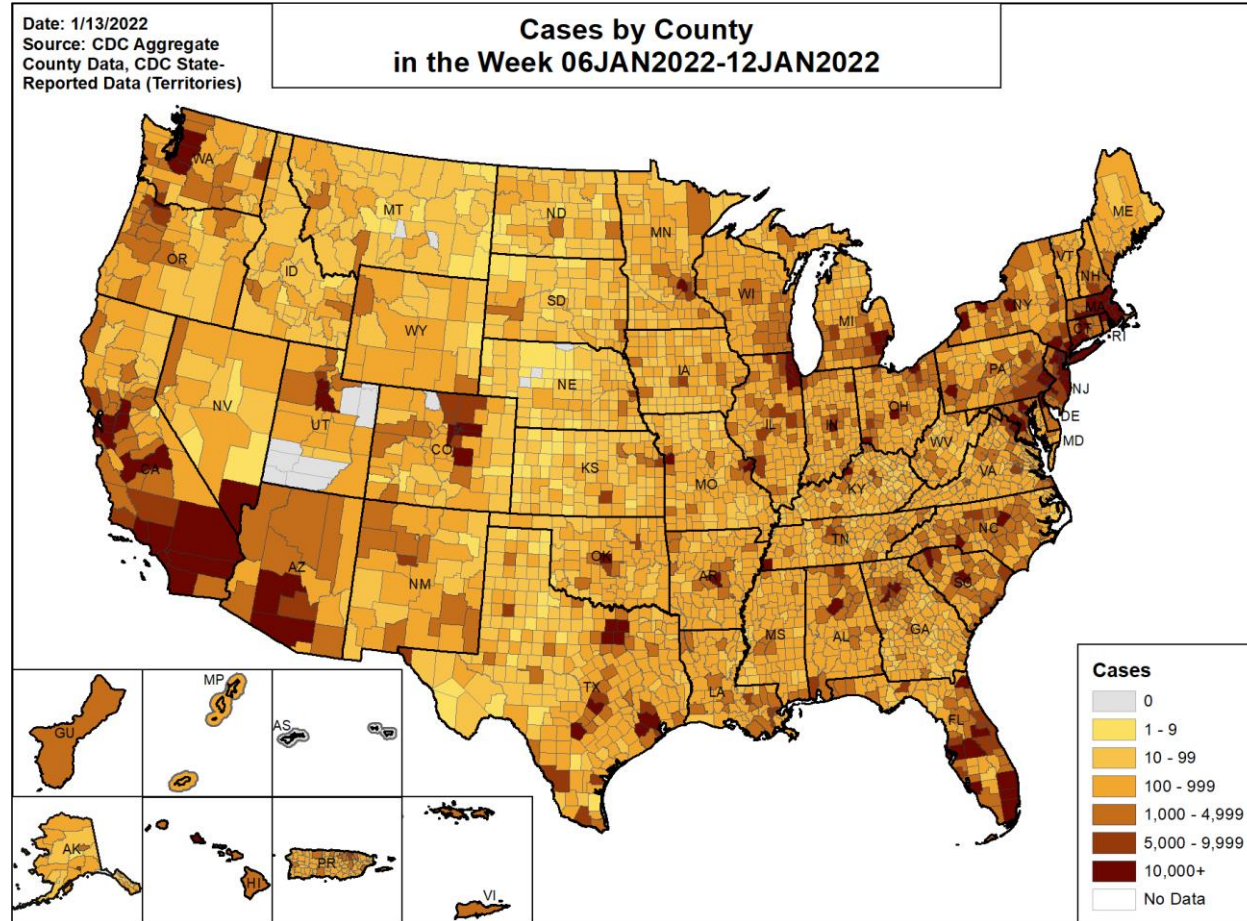 Date: 1/13/2022
Source: CDC Aggregate
County Data, CDC State-
Reported Data (Territories)
Cases by County
in the Week 06JAN2022-12JAN2022
WA
MT
ND
MN
ME
OR
ID
SD
WI
VT
NH
NY
MA
WY
MI
CT
RI
IA
NE
PA
NJ
NV
UT
OH
IL
IN
DE
CO
MD
WV
CA
KS
MO
VA
KY
NC
TN
AZ
OK
NM
AR
SC
MS
AL
GA
TX
LA
FL
MP
GU
AS
AK
HI
PR
VI
Cases
0
1 - 9
10 - 99
100 - 999
1,000 - 4,999
5,000 - 9,999
10,000+
No Data